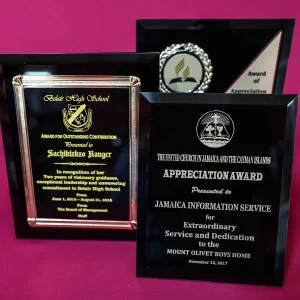 Belair High School
AWARD FOR OUTSTANDING CONTRIBUTION
Presented to
Sachikixko Ranger
In recognition of her
Two years of visionary guidance,
exceptional leadership and unwavering
commitment to Belair High School
From
June 1, 2015 - August 31, 2016
From
The Board of Management
Staff
Award
of
Appreciation
THE UNITED CHURCH IN JAMAICA AND THE CAYMAN ISLANDS
APPRECIATION AWARD
Presented to
JAMAICA INFORMATION SERVICE
for
Extraordinary
Service and Dedication
to the
MOUNT OLIVET BOYS HOME
November 12, 2017